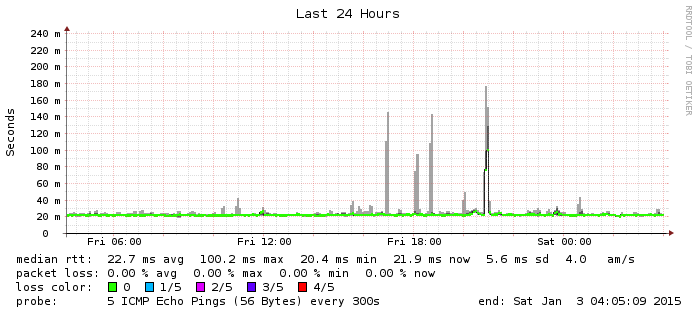 Last 24 Hours
RRDTOOL / TOBI OETIKER
Seconds
240 m
220 m
200 m
180 m
160 m
140 m
120 m
100 m
80 m
60 m
40 m
20 m
0
Fri 06:00 Fri 12:00 Fri 18:00 Sat 00:00
median rtt: 22.7 ms avg 100.2 ms max 20.4 ms min 21.9 ms now 5.6 ms sd 4.0 am/s
packet loss: 0.00 % avg 0.00 % max 0.00 % min 0.00 % now
loss color: 0 1/5 2/5 3/5 4/5
probe: 5 ICMP Echo Pings (56 Bytes) every 300s end: Sat Jan 3 04:05:09 2015